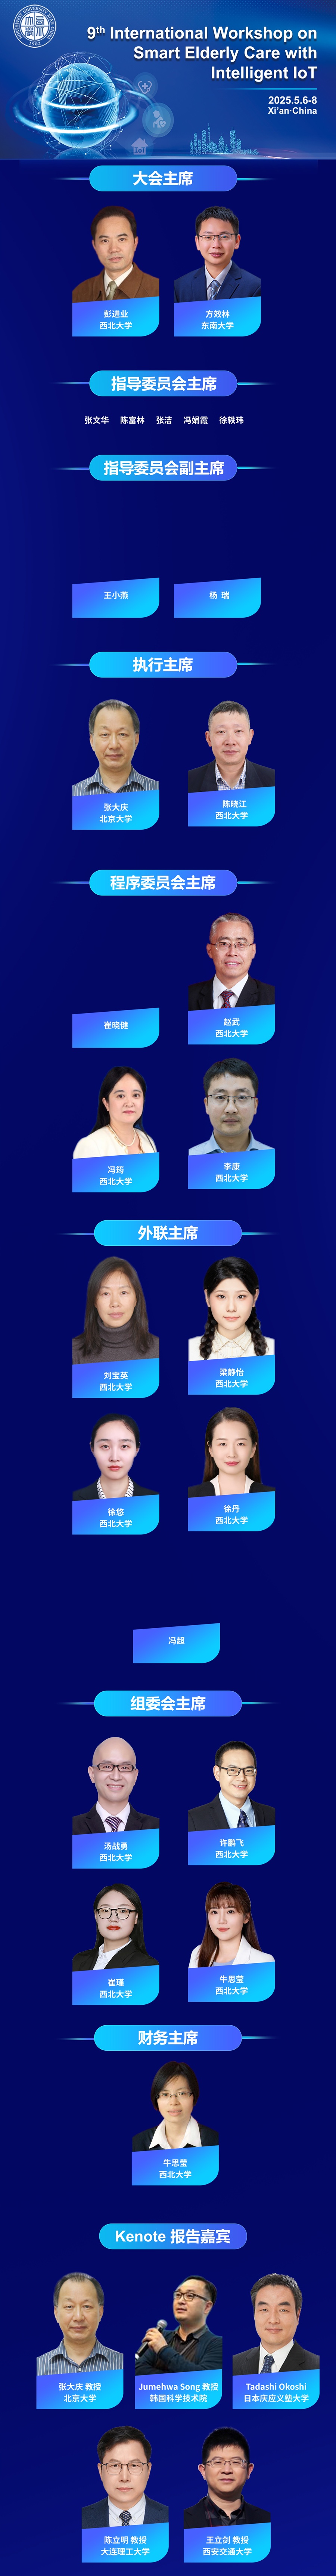 9th International Workshop on
Smart Elderly Care with
Intelligent IoT
2025.5.6-8
Xi'an·China
大会主席
彭进业
西北大学
方效林
东南大学
指导委员会主席
张文华 陈富林 张洁 冯娟霞 徐轶玮
指导委员会副主席
王小燕
杨 瑞
执行主席
张大庆
北京大学
陈晓江
西北大学
程序委员会主席
崔晓健
赵武
西北大学
冯筠
西北大学
李康
西北大学
外联主席
刘宝英
西北大学
梁静怡
西北大学
徐悠
西北大学
徐丹
西北大学
冯超
组委会主席
汤战勇
西北大学
许鹏飞
西北大学
崔瑾
西北大学
牛思莹
西北大学
财务主席
牛思莹
西北大学
Kenote 报告嘉宾
张大庆 教授
北京大学
Jumehwa Song 教授
韩国科学技术院
Tadashi Okoshi
日本庆应义塾大学
陈立明 教授
大连理工大学
王立剑 教授
西安交通大学